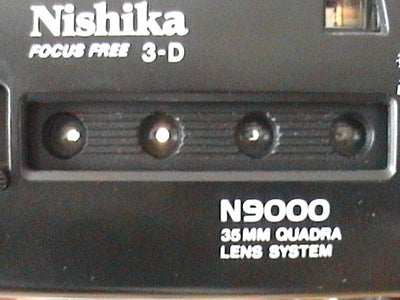 Nishika
FOCUS FREE 3-D
N9000
35MM QUADRA
LENS SYSTEM